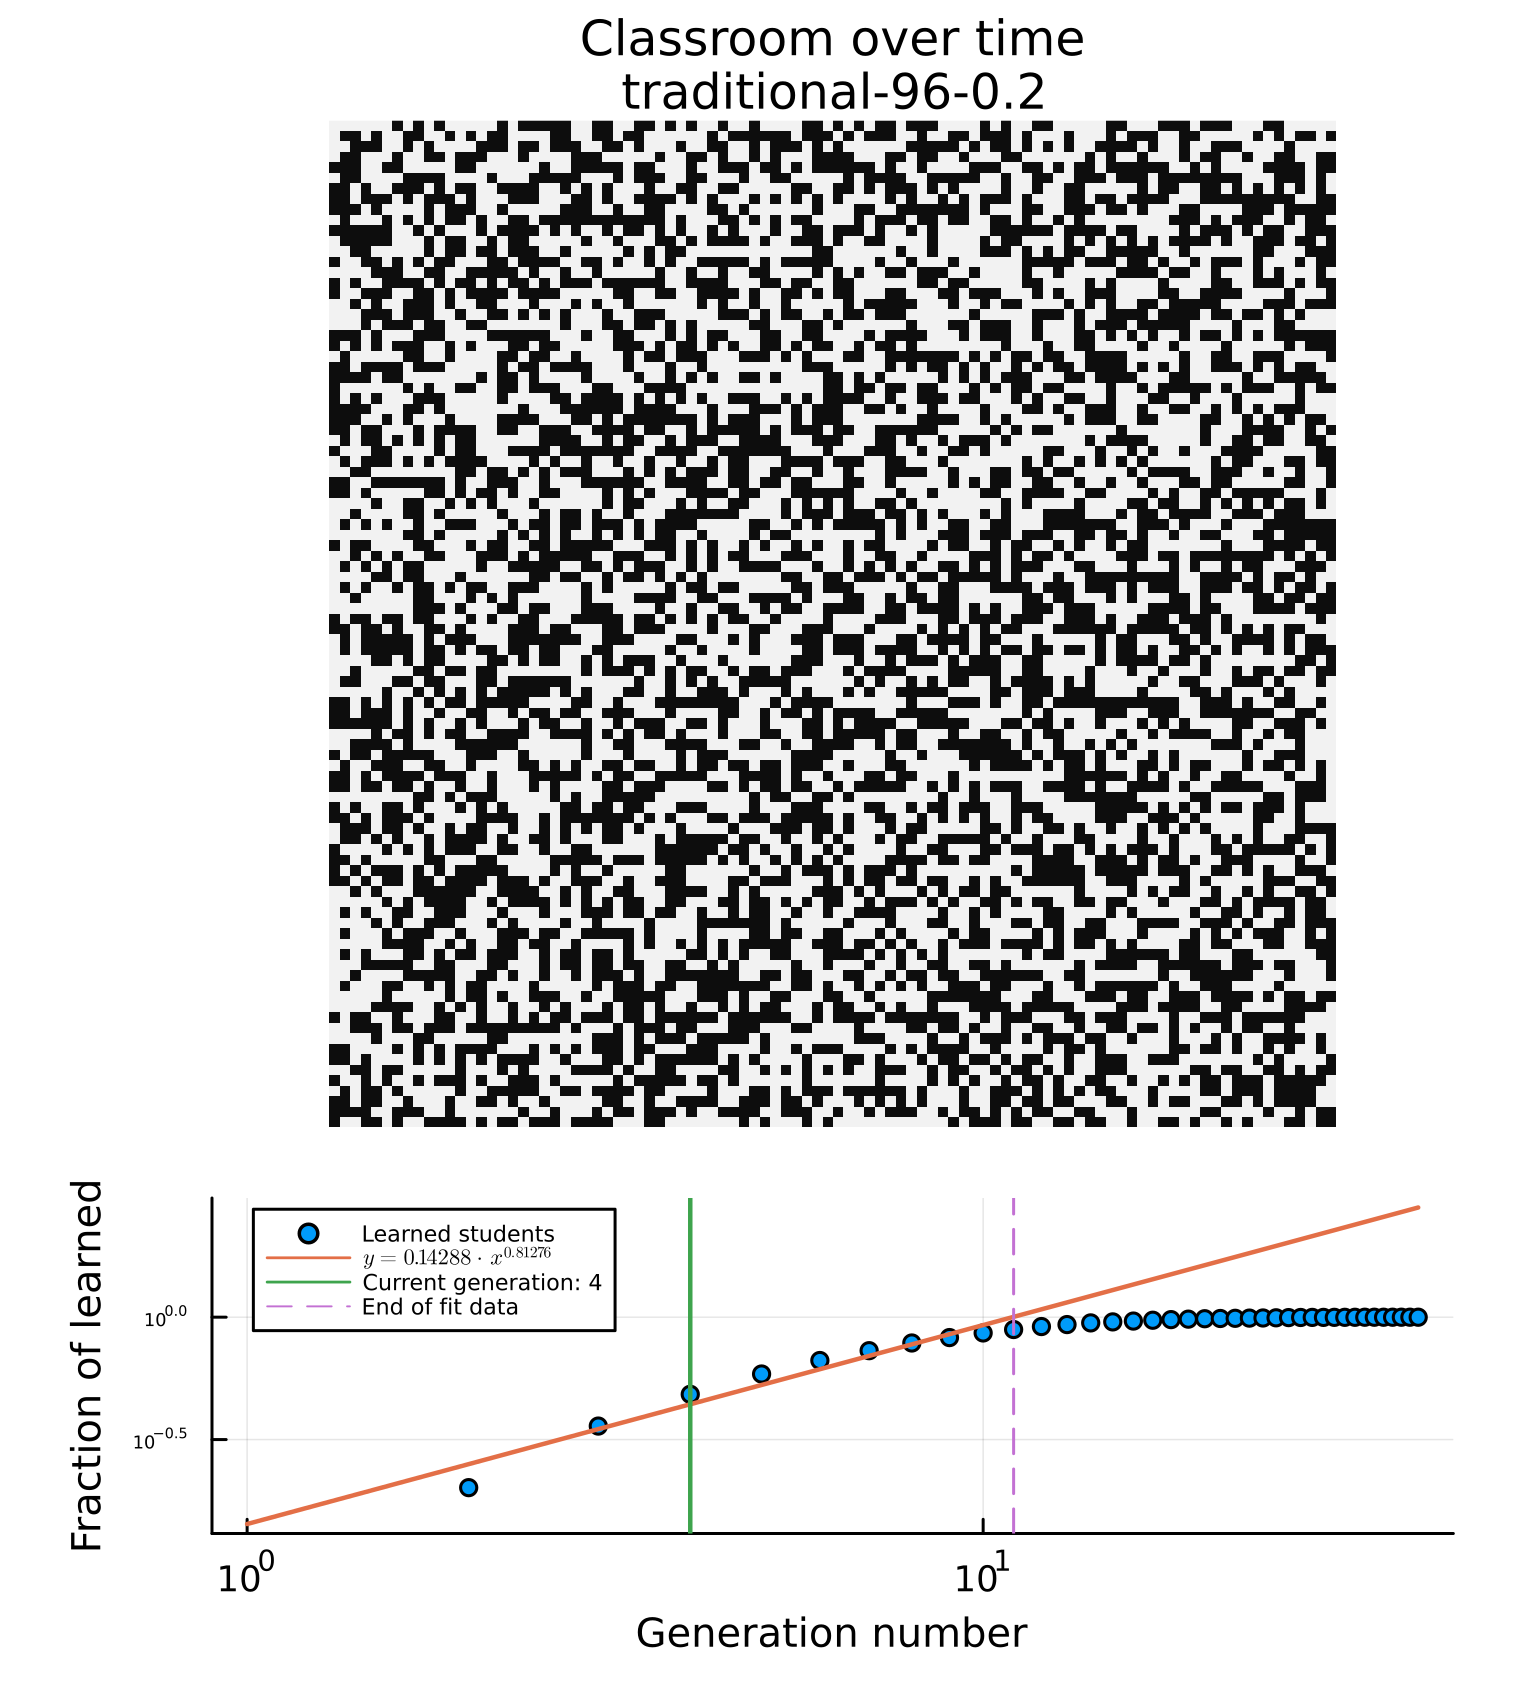 Classroom over time
traditional-96-0.2
Fraction of learned
Learned students
y = 0.14288 · x^0.81276
Current generation: 4
End of fit data
10^0.0
10^−0.5
10^0
10^1
Generation number